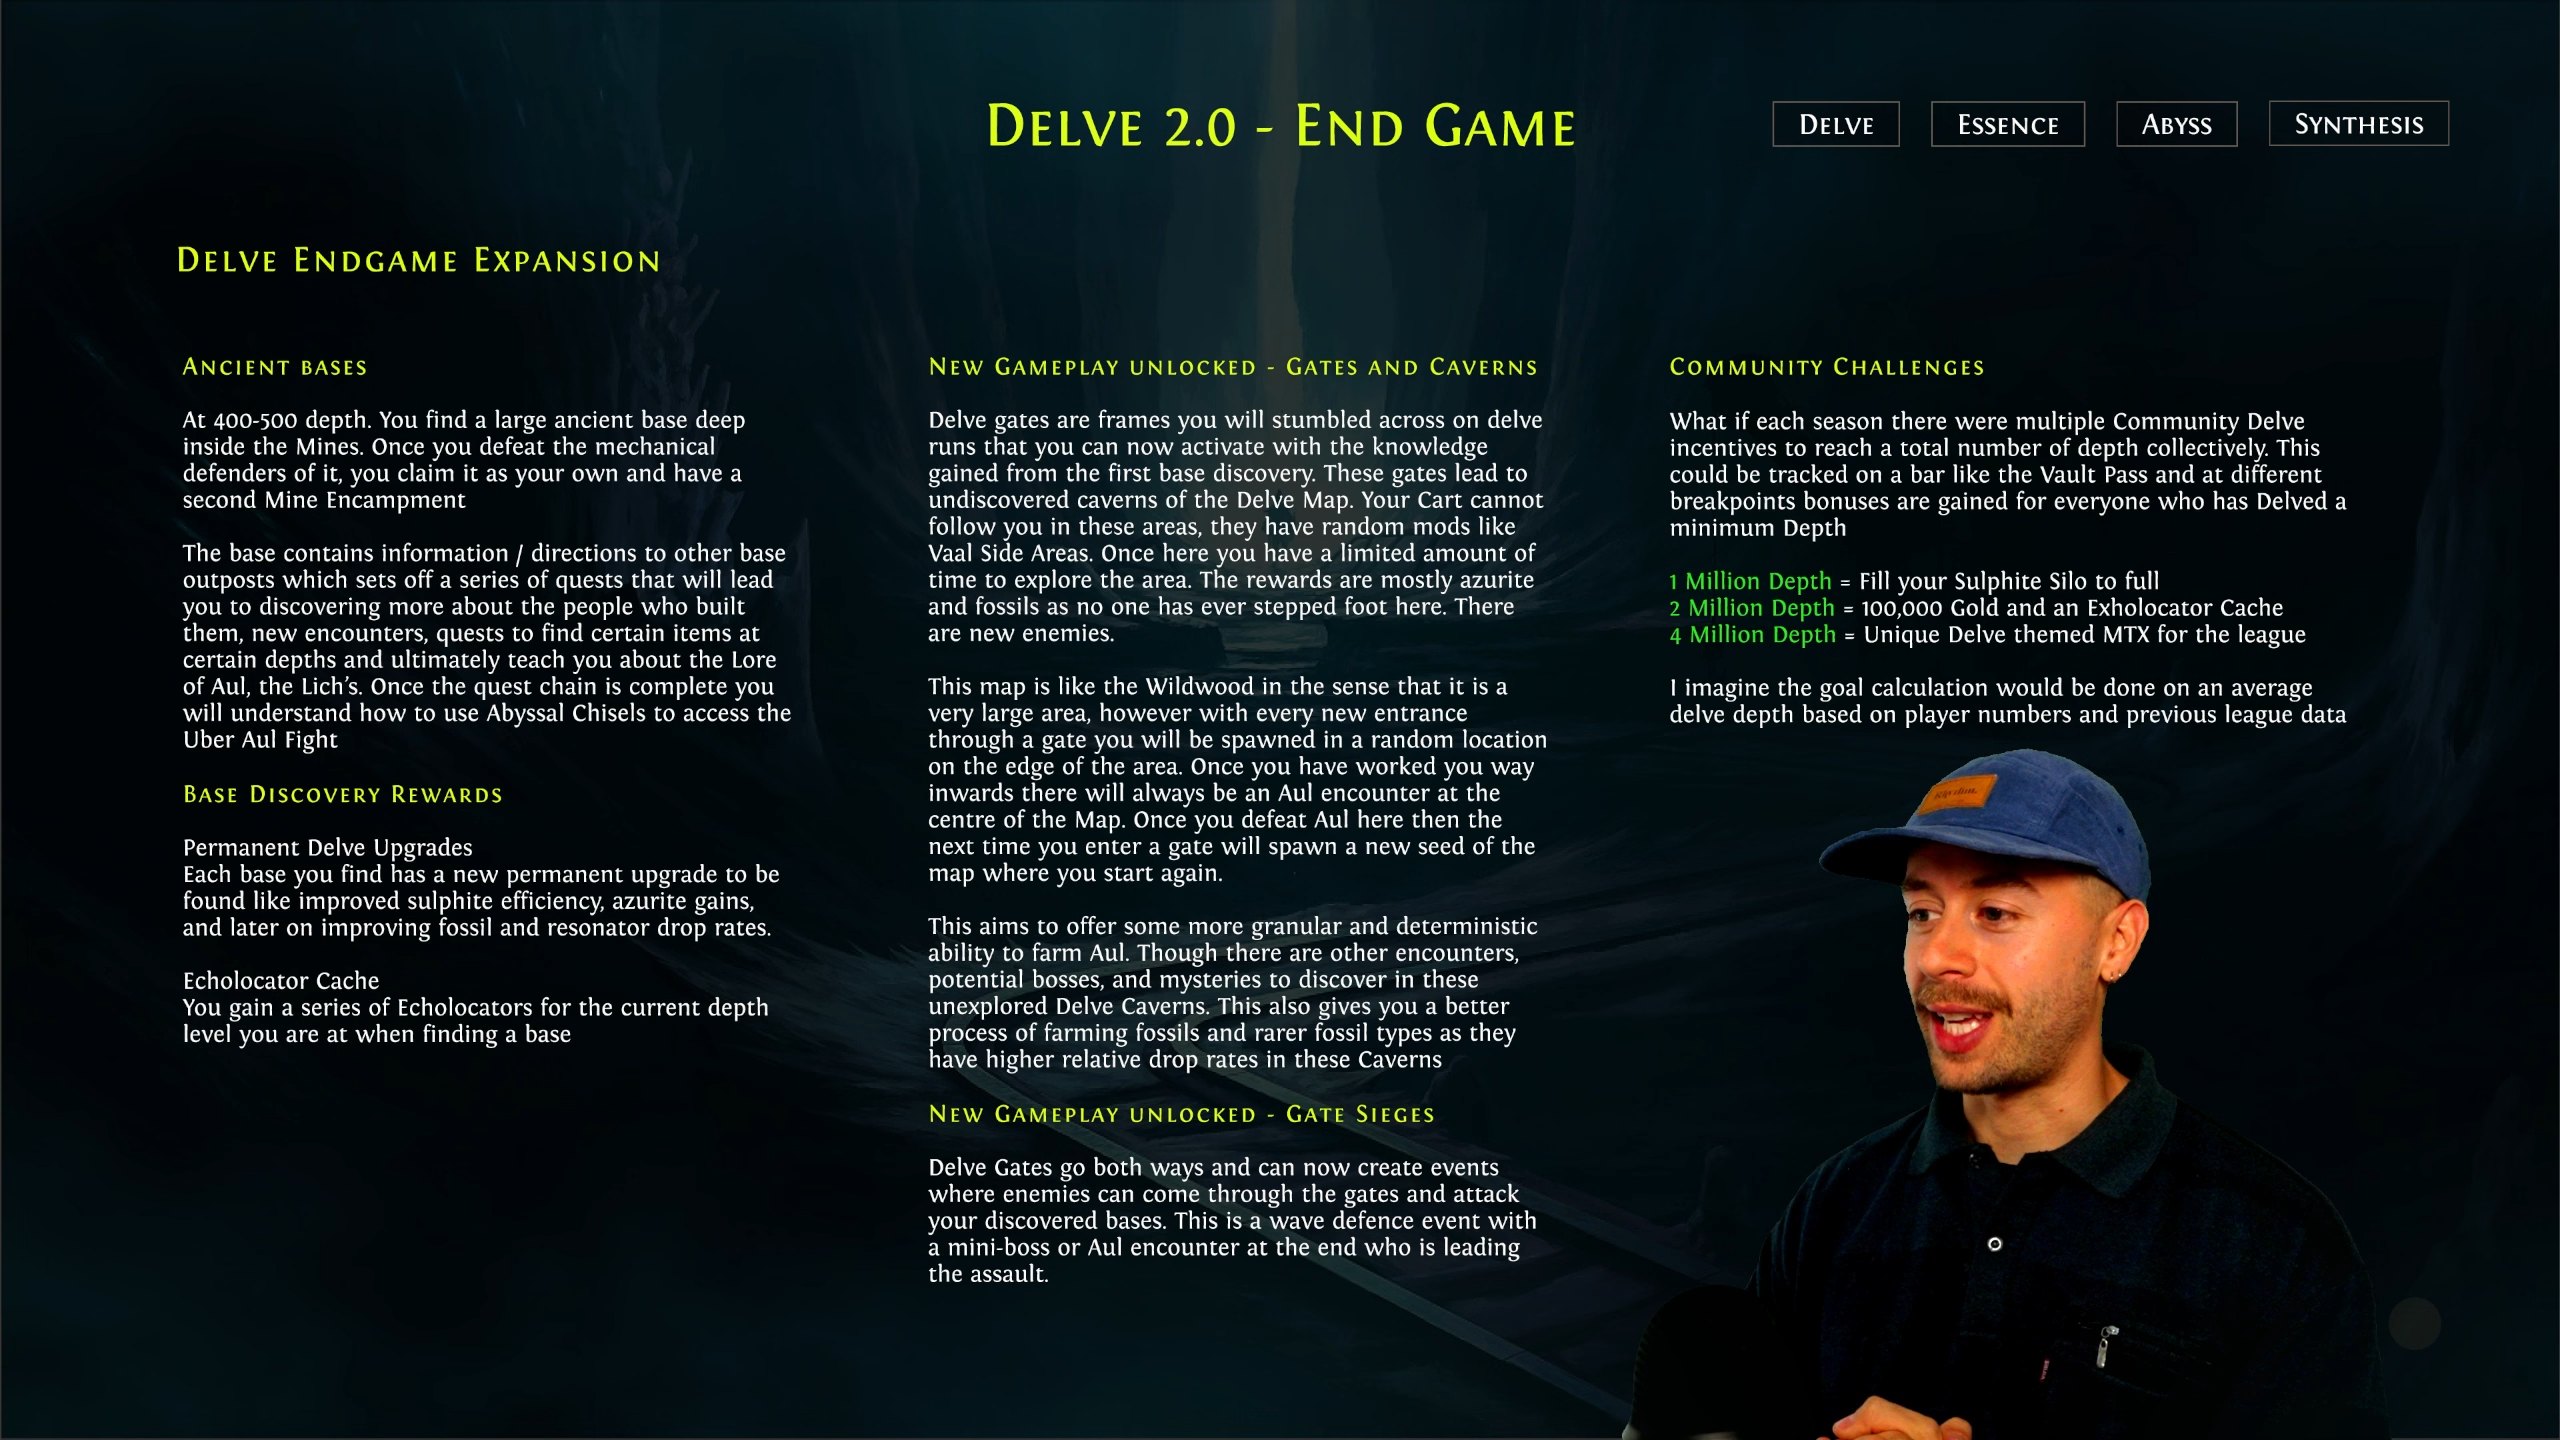 Delve 2.0 - End Game
Delve
Essence
Abyss
Synthesis
Delve Endgame Expansion
Ancient bases
At 400-500 depth. You find a large ancient base deep
inside the Mines. Once you defeat the mechanical
defenders of it, you claim it as your own and have a
second Mine Encampment
The base contains information / directions to other base
outposts which sets off a series of quests that will lead
you to discovering more about the people who built
them, new encounters, quests to find certain items at
certain depths and ultimately teach you about the Lore
of Aul, the Lich's. Once the quest chain is complete you
will understand how to use Abyssal Chisels to access the
Uber Aul Fight
Base Discovery Rewards
Permanent Delve Upgrades
Each base you find has a new permanent upgrade to be
found like improved sulphite efficiency, azurite gains,
and later on improving fossil and resonator drop rates.
Echolocator Cache
You gain a series of Echolocators for the current depth
level you are at when finding a base
New Gameplay unlocked - Gates and Caverns
Delve gates are frames you will stumbled across on delve
runs that you can now activate with the knowledge
gained from the first base discovery. These gates lead to
undiscovered caverns of the Delve Map. Your Cart cannot
follow you in these areas, they have random mods like
Vaal Side Areas. Once here you have a limited amount of
time to explore the area. The rewards are mostly azurite
and fossils as no one has ever stepped foot here. There
are new enemies.
This map is like the Wildwood in the sense that it is a
very large area, however with every new entrance
through a gate you will be spawned in a random location
on the edge of the area. Once you have worked you way
inwards there will always be an Aul encounter at the
centre of the Map. Once you defeat Aul here then the
next time you enter a gate will spawn a new seed of the
map where you start again.
This aims to offer some more granular and deterministic
ability to farm Aul. Though there are other encounters,
potential bosses, and mysteries to discover in these
unexplored Delve Caverns. This also gives you a better
process of farming fossils and rarer fossil types as they
have higher relative drop rates in these Caverns
New Gameplay unlocked - Gate Sieges
Delve Gates go both ways and can now create events
where enemies can come through the gates and attack
your discovered bases. This is a wave defence event with
a mini-boss or Aul encounter at the end who is leading
the assault.
Community Challenges
What if each season there were multiple Community Delve
incentives to reach a total number of depth collectively. This
could be tracked on a bar like the Vault Pass and at different
breakpoints bonuses are gained for everyone who has Delved a
minimum Depth
1 Million Depth = Fill your Sulphite Silo to full
2 Million Depth = 100,000 Gold and an Exholocator Cache
4 Million Depth = Unique Delve themed MTX for the league
I imagine the goal calculation would be done on an average
delve depth based on player numbers and previous league data